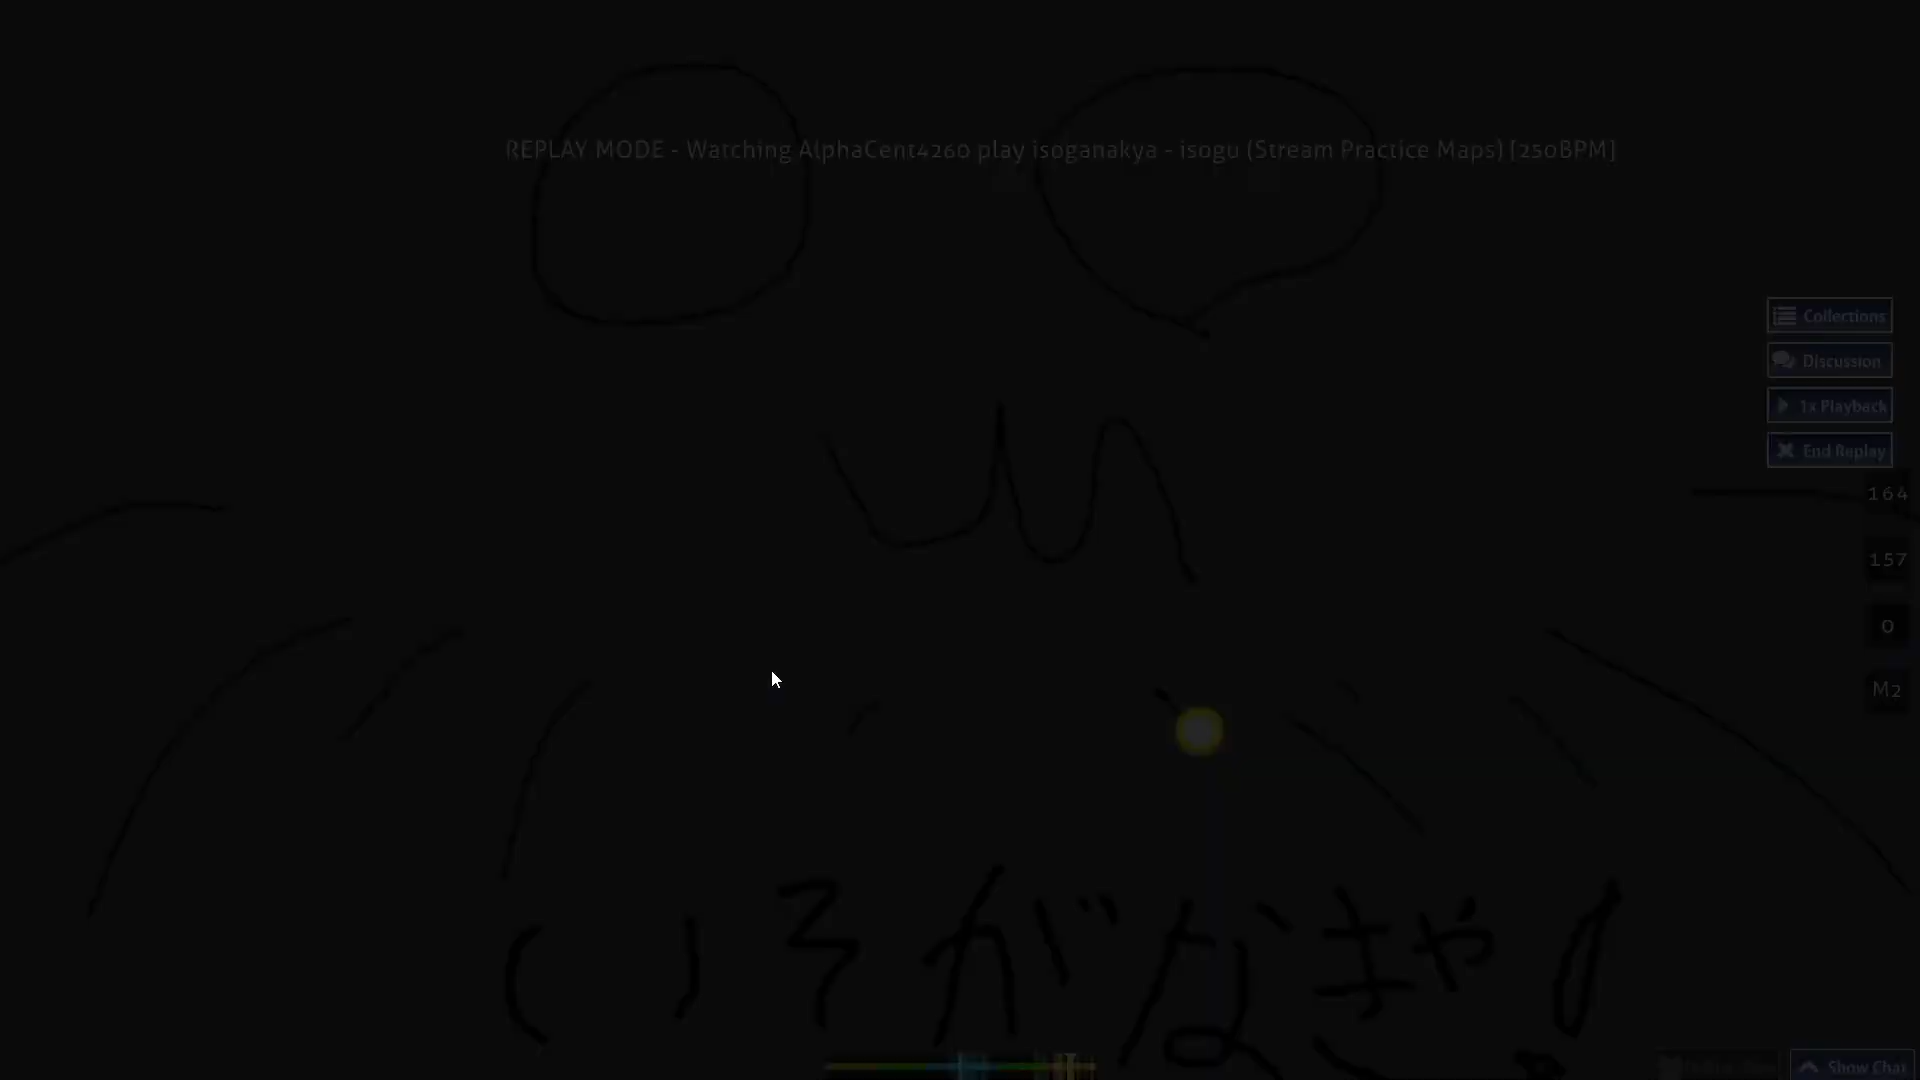 REPLAY MODE - Watching AlphaCent4260 play isoganakya - isogu (Stream Practice Maps) [250BPM]
Collections
Discussion
1x Playback
End Replay
164
157
0
M2
いそがなきゃ!
Show Chat